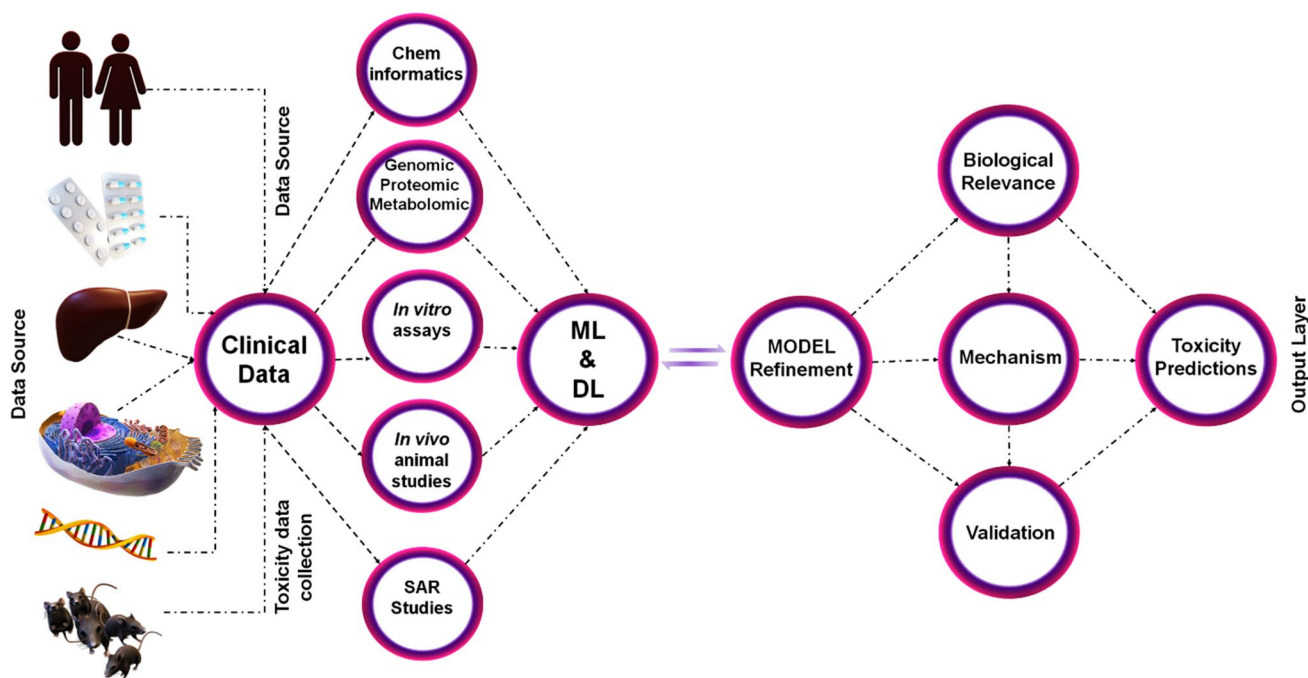 Data Source
Data Source
Toxicity data
collection
Clinical
Data
Chem
informatics
Genomic
Proteomic
Metabolomic
In vitro
assays
In vivo
animal
studies
SAR
Studies
ML
&
DL
MODEL
Refinement
Biological
Relevance
Mechanism
Validation
Toxicity
Predictions
Output Layer